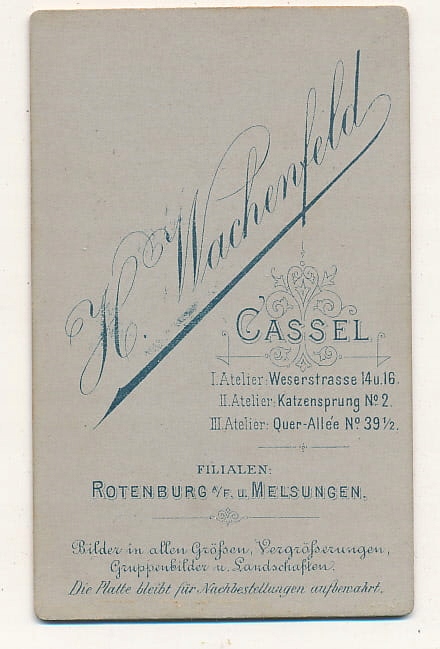 H. Wachenfeld
CASSEL
I. Atelier: Weserstrasse 14 u. 16.
II. Atelier: Katzensprung No 2.
III. Atelier: Quer-Allée No 39½.
FILIALEN:
ROTENBURG A/F. U. MELSUNGEN.
Bilder in allen Größen, Vergrößerungen,
Gruppenbilder u. Landschaften.
Die Platte bleibt für Nachbestellungen aufbewahrt.